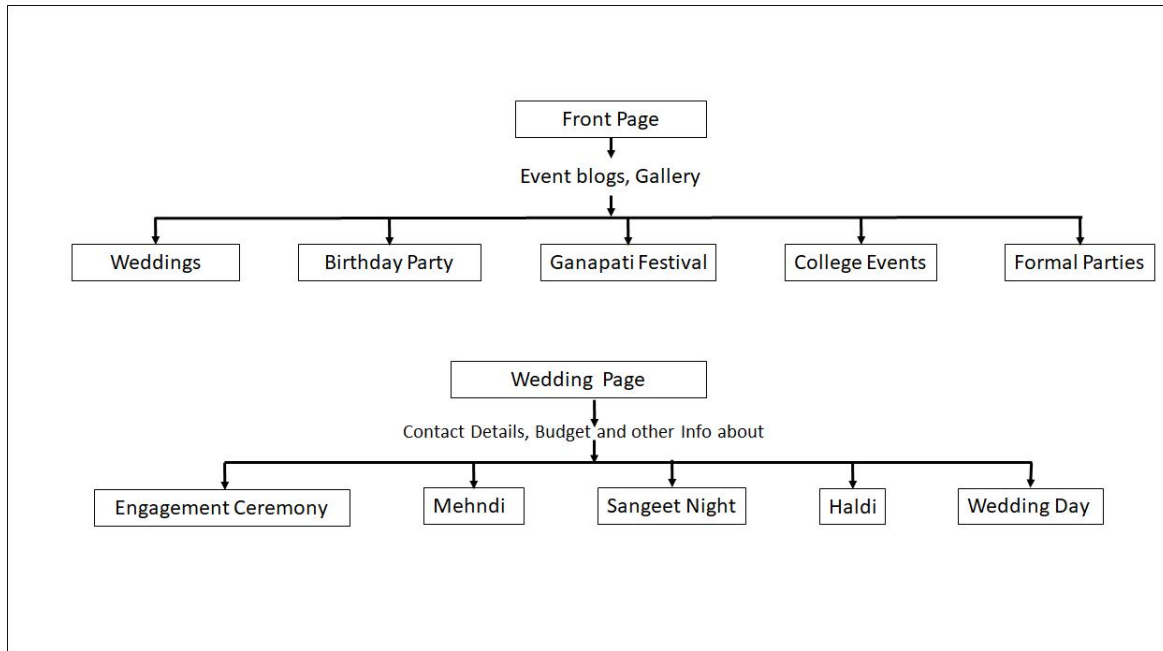 Front Page
Event blogs, Gallery
Weddings
Birthday Party
Ganapati Festival
College Events
Formal Parties
Wedding Page
Contact Details, Budget and other Info about
Engagement Ceremony
Mehndi
Sangeet Night
Haldi
Wedding Day